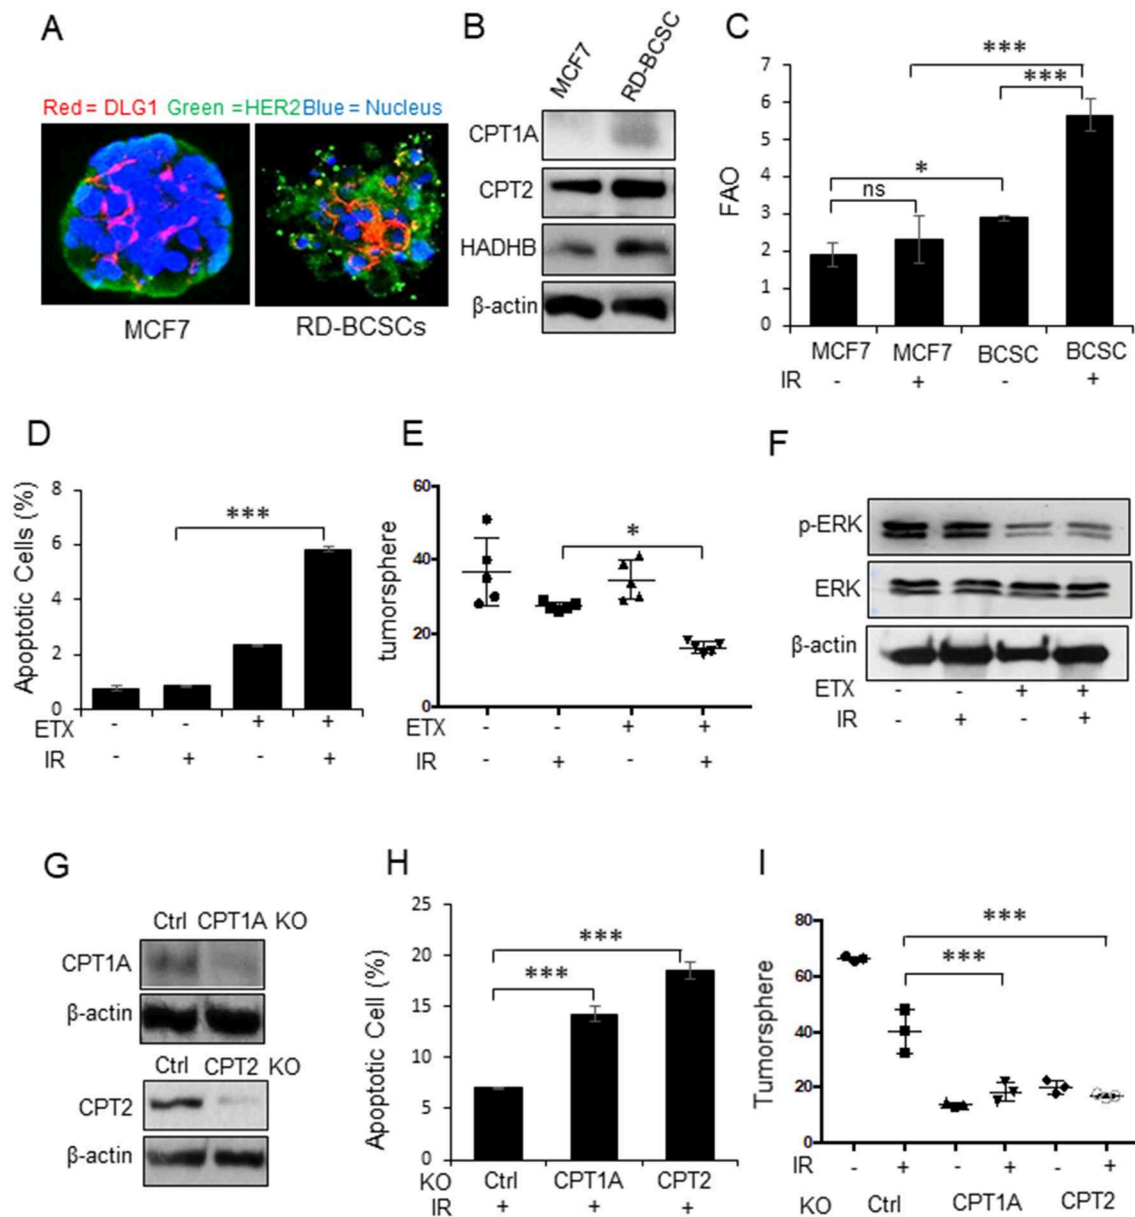 A
Red = DLG1 Green =HER2 Blue = Nucleus
MCF7
RD-BCSCs
B
MCF7
RD-BCSC
CPT1A
CPT2
HADHB
β-actin
C
***
***
*
ns
FAO
7
6
5
4
3
2
1
0
MCF7 MCF7 BCSC BCSC
IR - + - +
D
***
Apoptotic Cells (%)
8
6
4
2
0
ETX - - + +
IR - + - +
E
*
tumorsphere
60
40
20
0
ETX - - + +
IR - + - +
F
p-ERK
ERK
β-actin
ETX - - + +
IR - + - +
G
Ctrl CPT1A KO
CPT1A
β-actin
Ctrl CPT2 KO
CPT2
β-actin
H
***
***
Apoptotic Cell (%)
25
20
15
10
5
0
KO Ctrl CPT1A CPT2
IR + + +
I
***
***
Tumorsphere
80
60
40
20
0
IR - + - + - +
KO Ctrl CPT1A CPT2